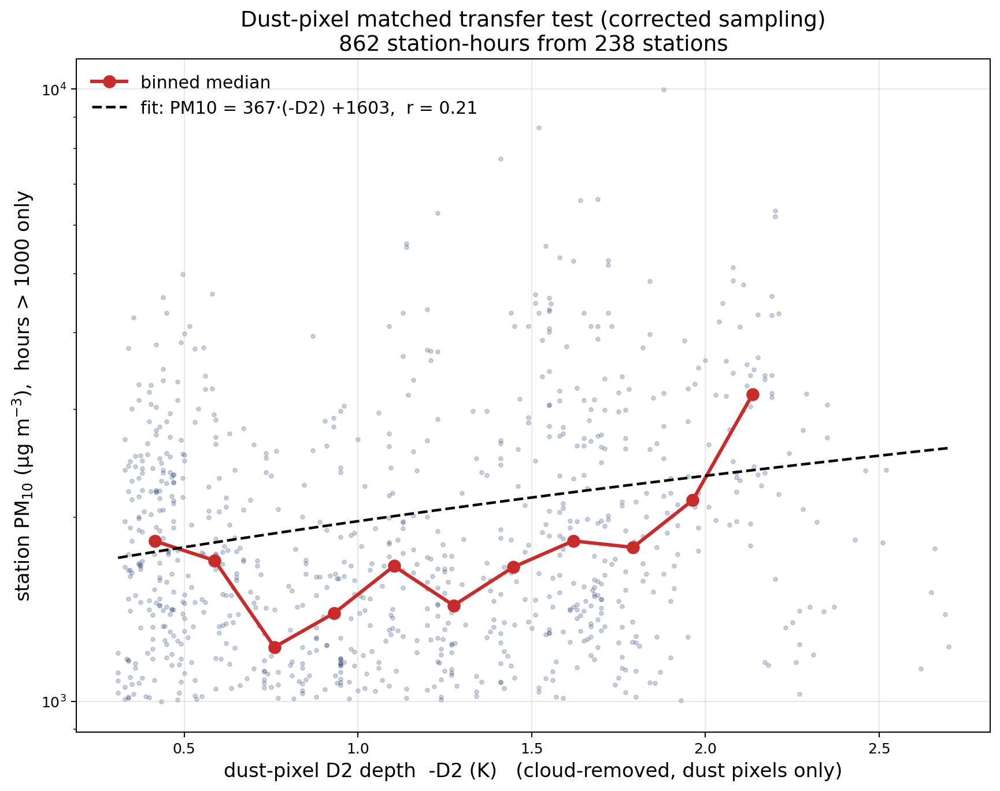 Dust-pixel matched transfer test (corrected sampling)
862 station-hours from 238 stations
binned median
fit: PM10 = 367·(-D2) +1603,  r = 0.21
10⁴
10³
station PM₁₀ (µg m⁻³),  hours > 1000 only
0.5
1.0
1.5
2.0
2.5
dust-pixel D2 depth  -D2 (K)   (cloud-removed, dust pixels only)